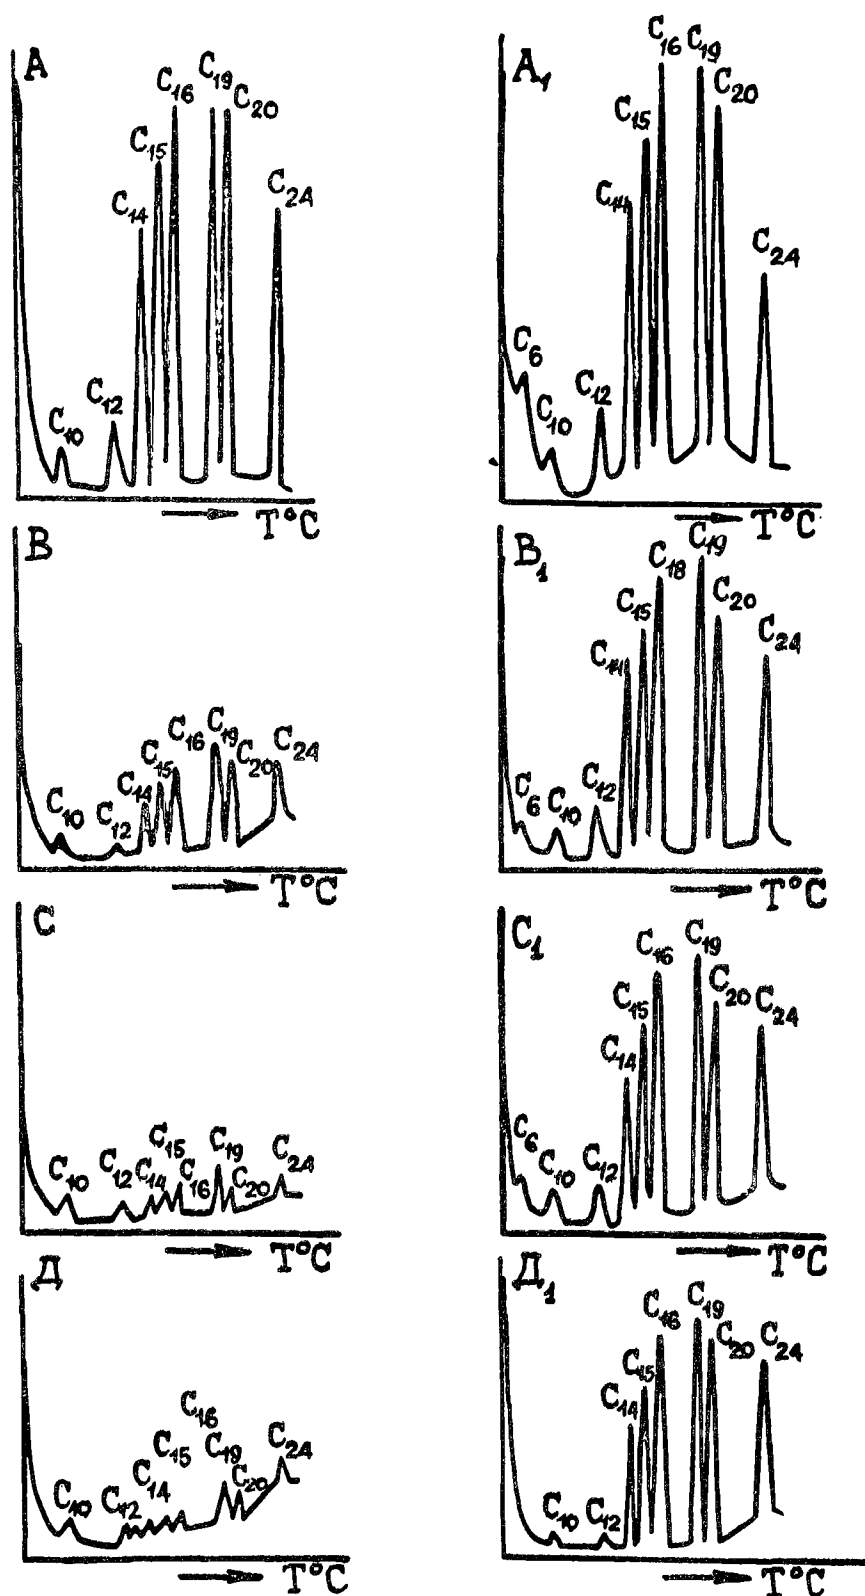 A
C₁₀
C₁₂
C₁₄
C₁₅
C₁₆
C₁₉
C₂₀
C₂₄
T°C
A₁
C₆
C₁₀
C₁₂
C₁₄
C₁₅
C₁₆
C₁₉
C₂₀
C₂₄
T°C
B
C₁₀
C₁₂
C₁₄
C₁₅
C₁₆
C₁₉
C₂₀
C₂₄
T°C
B₁
C₆
C₁₀
C₁₂
C₁₄
C₁₅
C₁₈
C₁₉
C₂₀
C₂₄
T°C
C
C₁₀
C₁₂
C₁₄
C₁₅
C₁₆
C₁₉
C₂₀
C₂₄
T°C
C₁
C₆
C₁₀
C₁₂
C₁₄
C₁₅
C₁₆
C₁₉
C₂₀
C₂₄
T°C
Д
C₁₀
C₁₂
C₁₄
C₁₅
C₁₆
C₁₉
C₂₀
C₂₄
T°C
Д₁
C₁₀
C₁₂
C₁₄
C₁₅
C₁₆
C₁₉
C₂₀
C₂₄
T°C